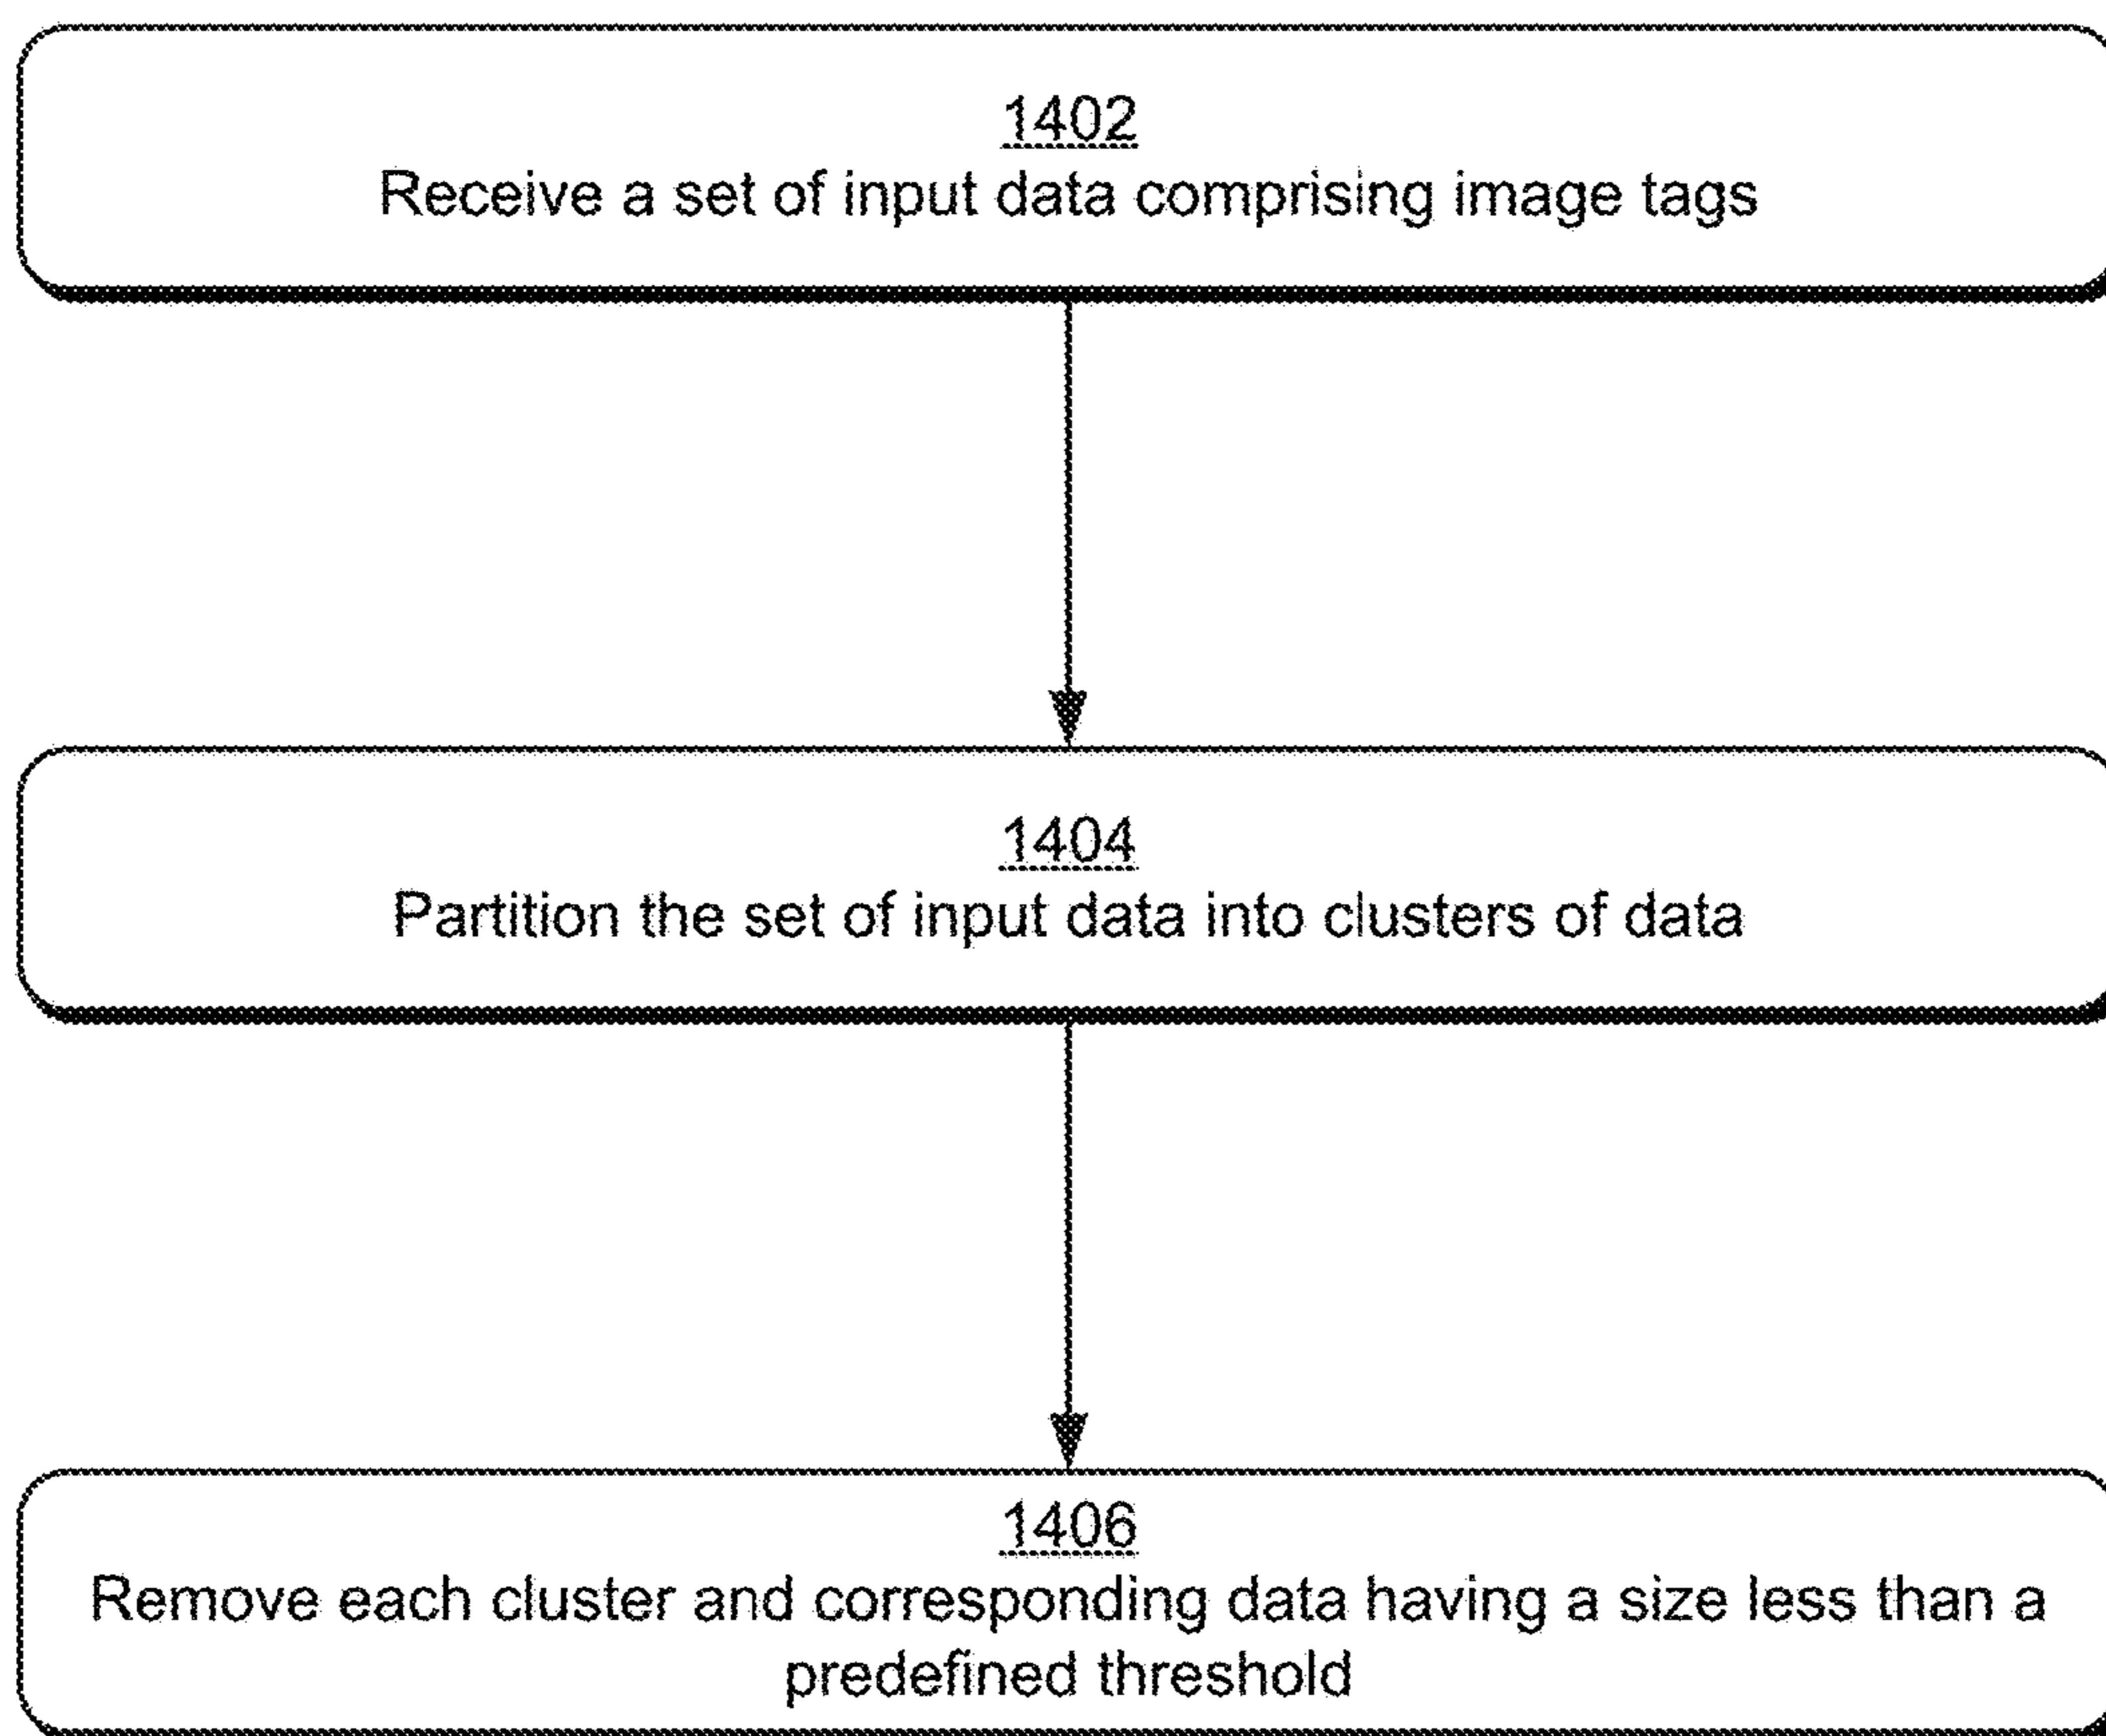 1402
Receive a set of input data comprising image tags
1404
Partition the set of input data into clusters of data
1406
Remove each cluster and corresponding data having a size less than a
predefined threshold